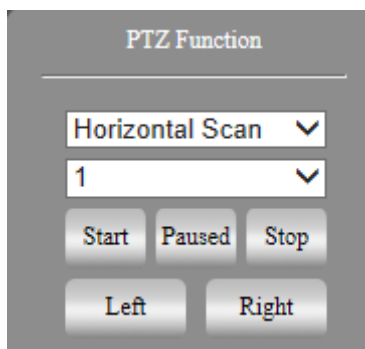 PTZ Function
Horizontal Scan
1
Start Paused Stop
Left Right